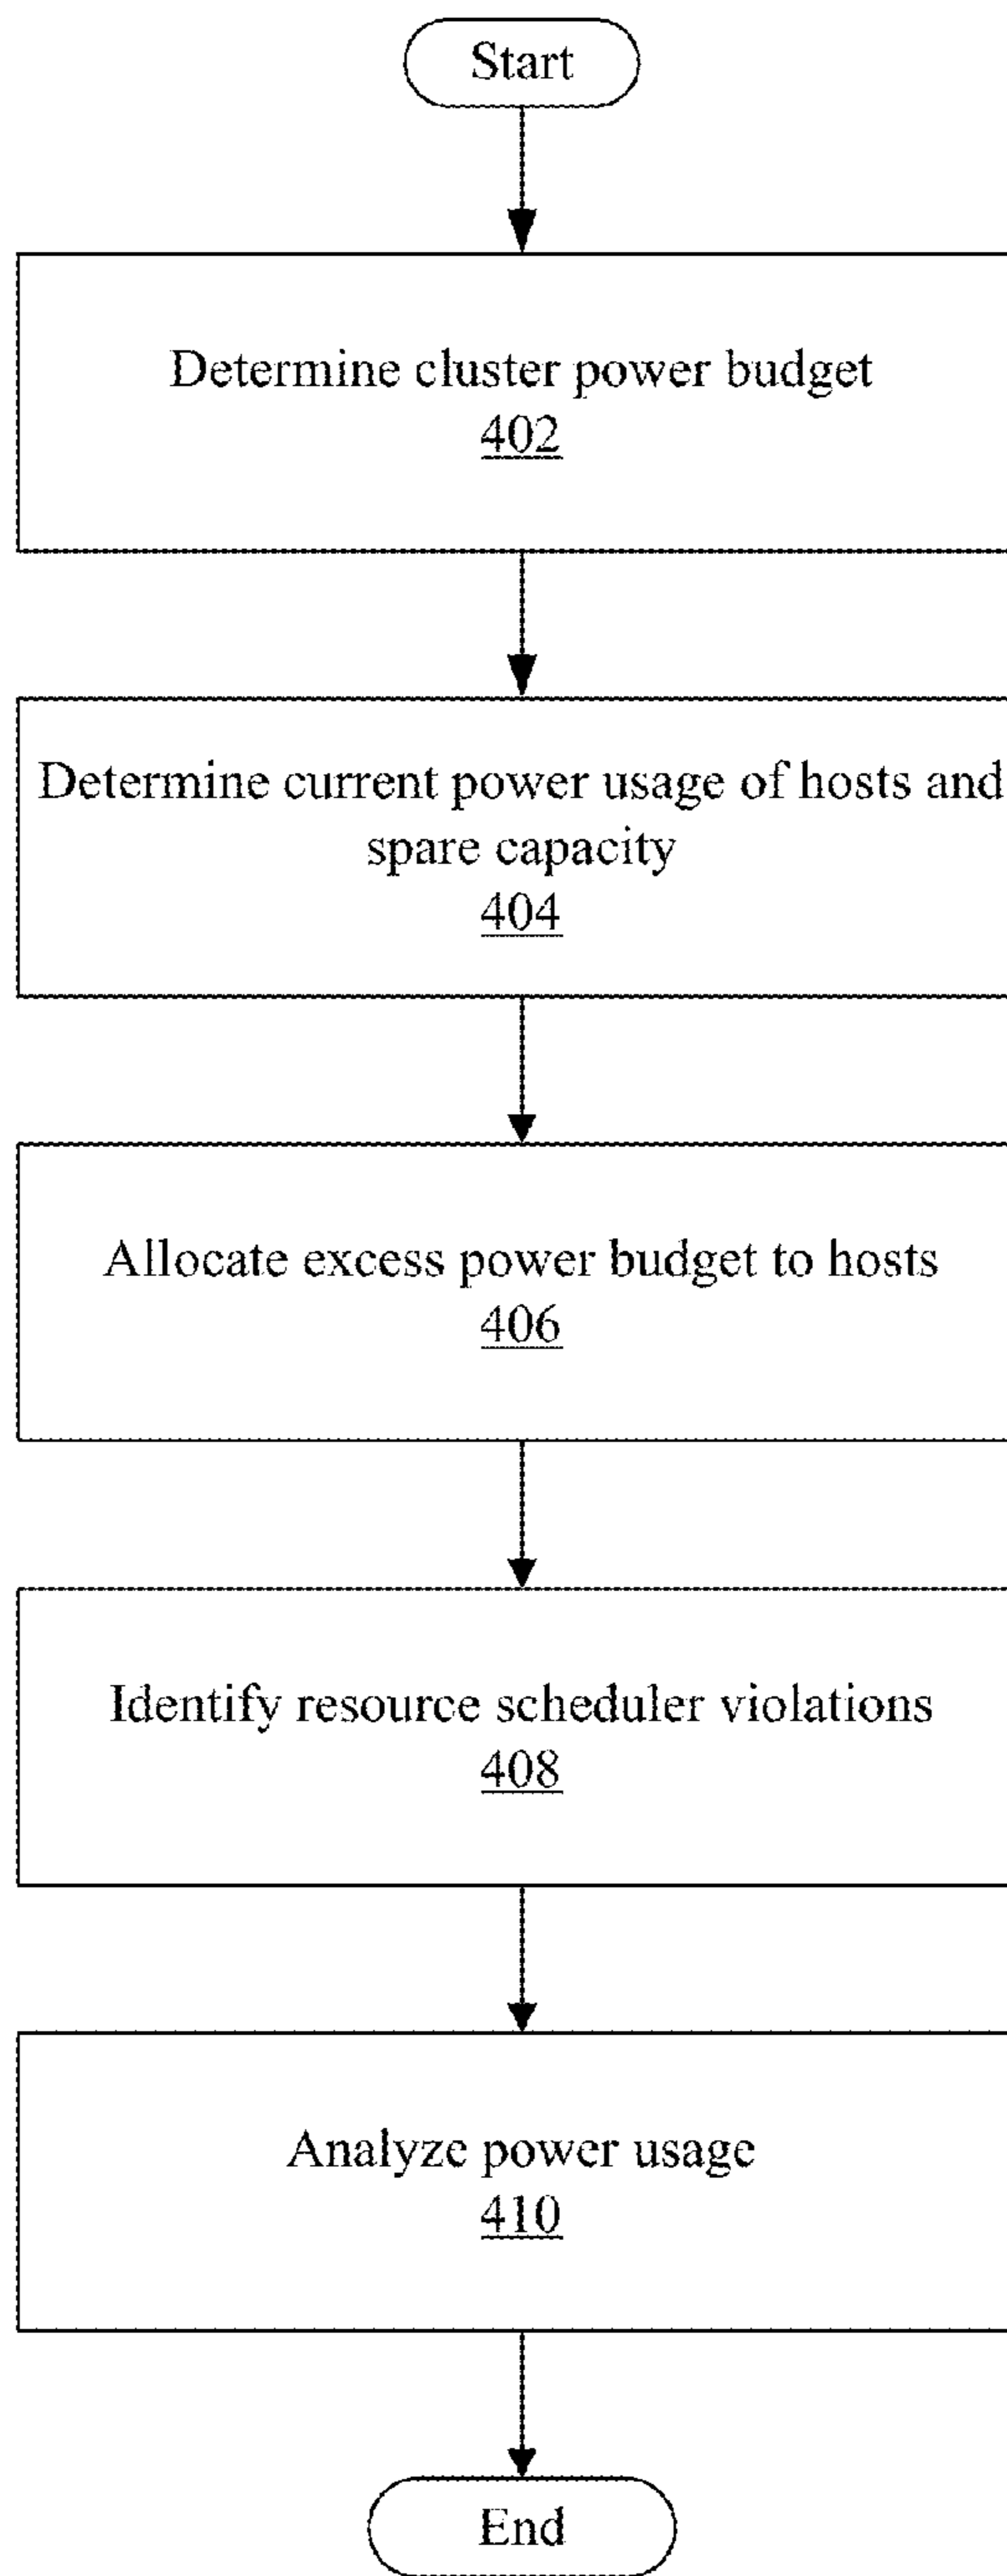 Start
Determine cluster power budget
402
Determine current power usage of hosts and
spare capacity
404
Allocate excess power budget to hosts
406
Identify resource scheduler violations
408
Analyze power usage
410
End